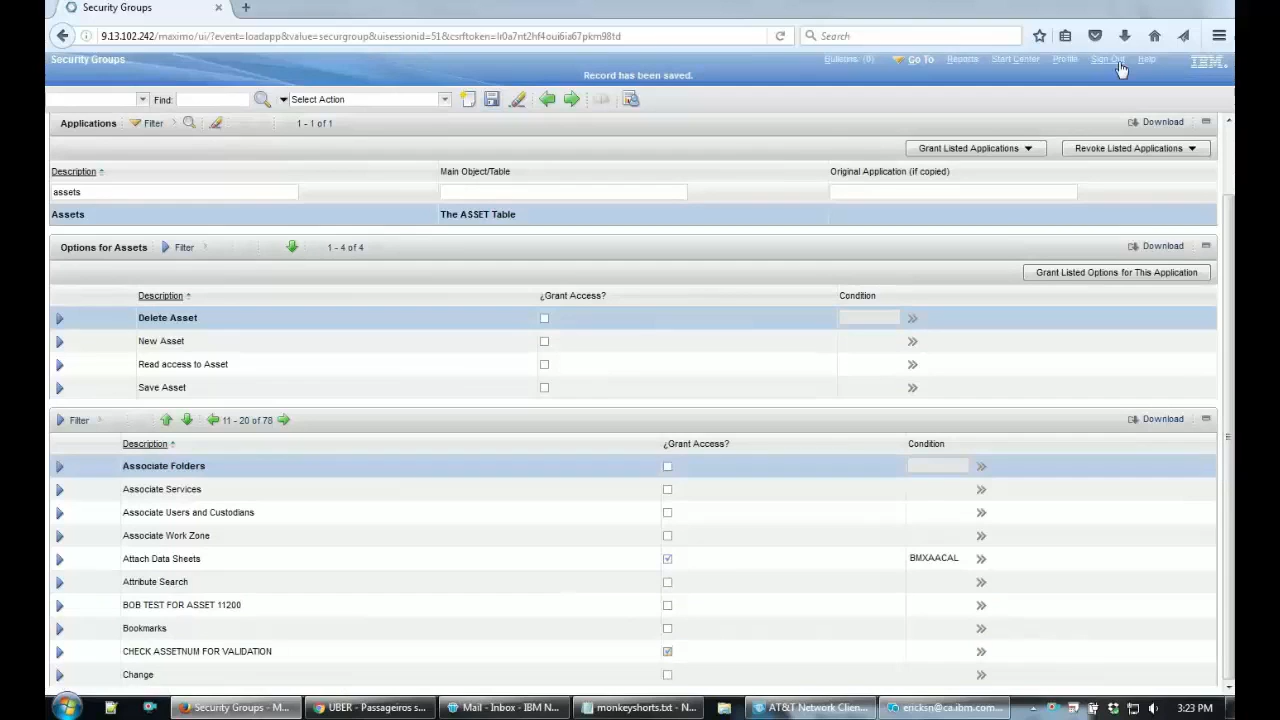 Security Groups
9.13.102.242/maximo/ui/?event=loadapp&value=securgroup&uisessionid=51&csrftoken=lr0a7nt2hf4oui6ia67pkm98td
Search
Security Groups
Bulletins: (0) Go To Reports Start Center Profile Sign Out Help
IBM.
Record has been saved.
Find: Select Action
Applications Filter 1 - 1 of 1 Download
Grant Listed Applications Revoke Listed Applications
Description Main Object/Table Original Application (if copied)
assets
Assets The ASSET Table
Options for Assets Filter 1 - 4 of 4 Download
Grant Listed Options for This Application
Description ¿Grant Access? Condition
Delete Asset
New Asset
Read access to Asset
Save Asset
Filter 11 - 20 of 78 Download
Description ¿Grant Access? Condition
Associate Folders
Associate Services
Associate Users and Custodians
Associate Work Zone
Attach Data Sheets BMXAACAL
Attribute Search
BOB TEST FOR ASSET 11200
Bookmarks
CHECK ASSETNUM FOR VALIDATION
Change
Security Groups - M... UBER - Passageiros s... Mail - Inbox - IBM N... monkeyshorts.txt - N... AT&T Network Clien... ericksn@ca.ibm.com... 3:23 PM